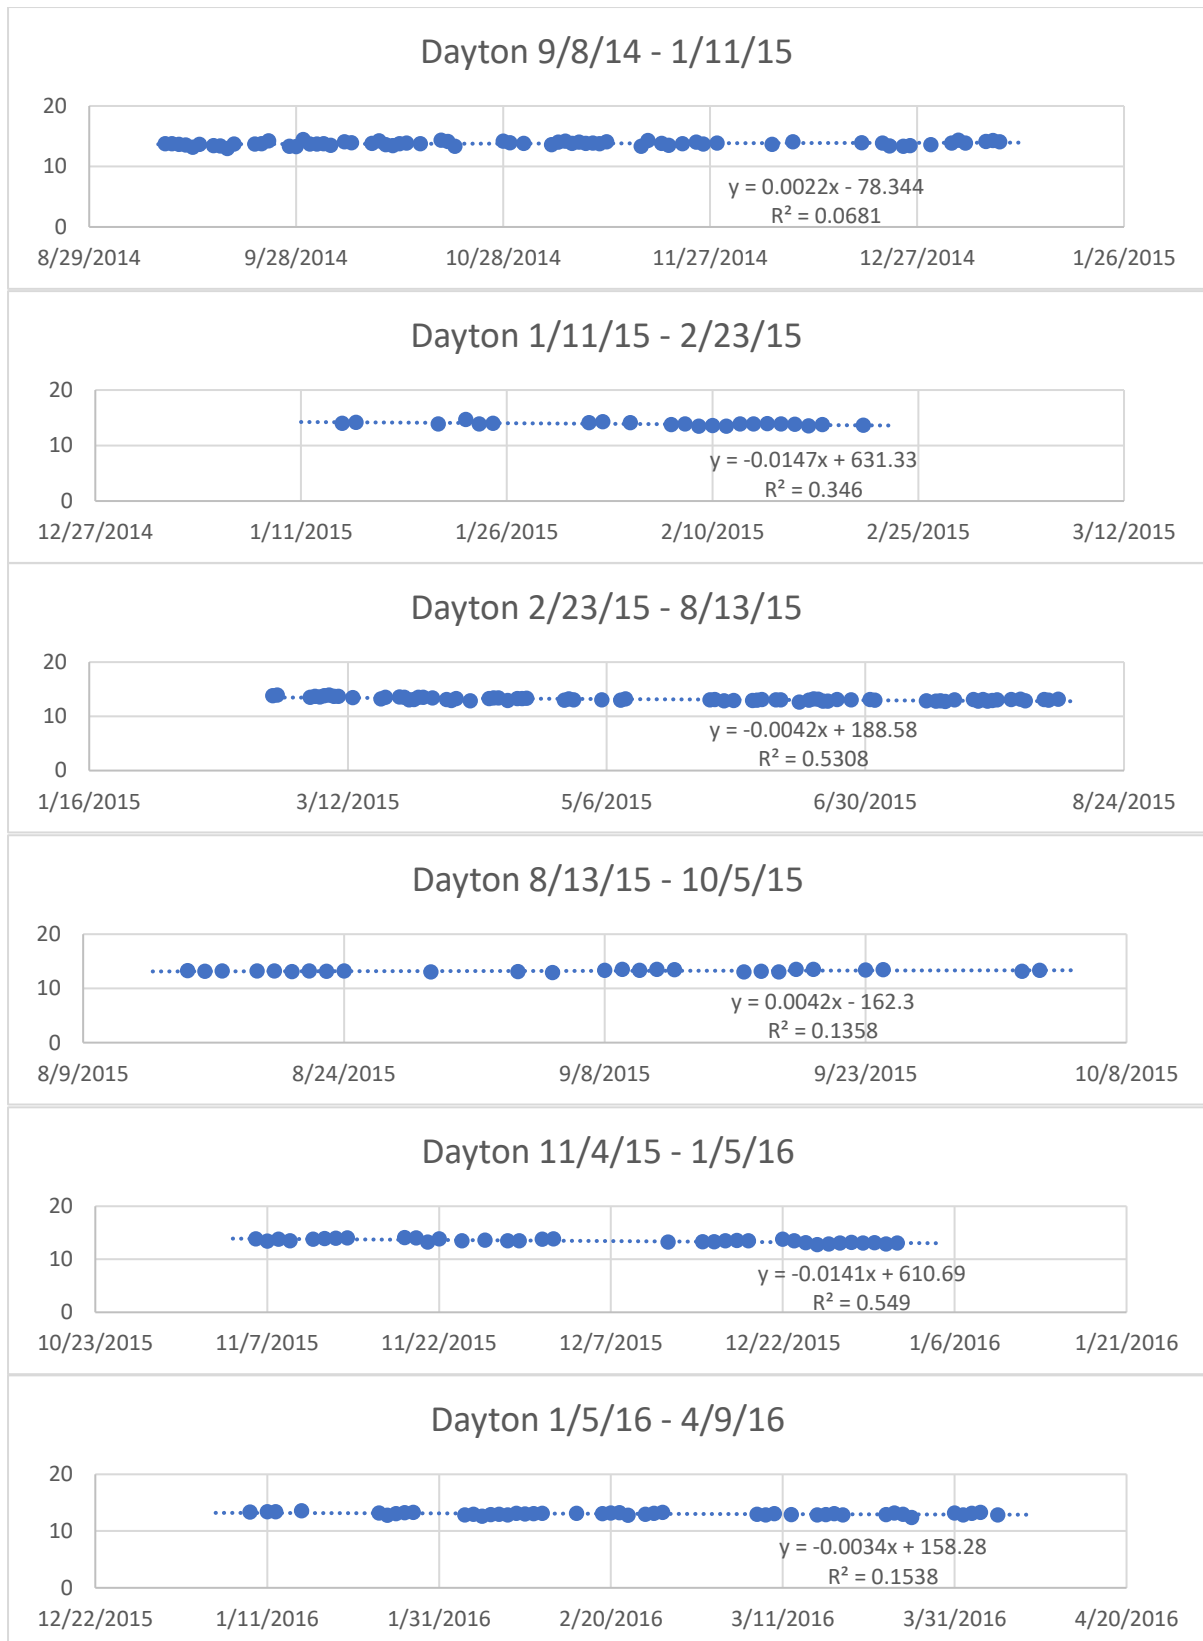 Dayton 9/8/14 - 1/11/15
20
10
0
y = 0.0022x - 78.344
R² = 0.0681
8/29/2014 9/28/2014 10/28/2014 11/27/2014 12/27/2014 1/26/2015
Dayton 1/11/15 - 2/23/15
20
10
0
y = -0.0147x + 631.33
R² = 0.346
12/27/2014 1/11/2015 1/26/2015 2/10/2015 2/25/2015 3/12/2015
Dayton 2/23/15 - 8/13/15
20
10
0
y = -0.0042x + 188.58
R² = 0.5308
1/16/2015 3/12/2015 5/6/2015 6/30/2015 8/24/2015
Dayton 8/13/15 - 10/5/15
20
10
0
y = 0.0042x - 162.3
R² = 0.1358
8/9/2015 8/24/2015 9/8/2015 9/23/2015 10/8/2015
Dayton 11/4/15 - 1/5/16
20
10
0
y = -0.0141x + 610.69
R² = 0.549
10/23/2015 11/7/2015 11/22/2015 12/7/2015 12/22/2015 1/6/2016 1/21/2016
Dayton 1/5/16 - 4/9/16
20
10
0
y = -0.0034x + 158.28
R² = 0.1538
12/22/2015 1/11/2016 1/31/2016 2/20/2016 3/11/2016 3/31/2016 4/20/2016